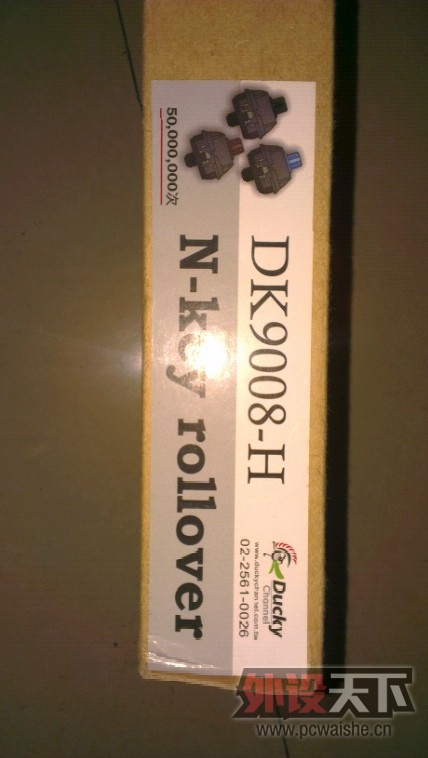 50,000,000次
DK9008-H
N-key rollover
Ducky
Channel
www.duckychannel.com.tw
02-2561-0026
外设天下
www.pcwaishe.cn